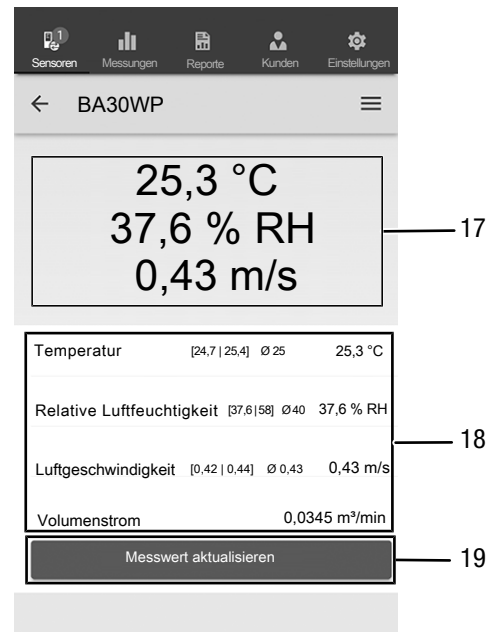 1
Sensoren Messungen Reporte Kunden Einstellungen
← BA30WP
25,3 °C
37,6 % RH
0,43 m/s
17
Temperatur [24,7 | 25,4] Ø 25 25,3 °C
Relative Luftfeuchtigkeit [37,6|58] Ø40 37,6 % RH
18
Luftgeschwindigkeit [0,42 | 0,44] Ø 0,43 0,43 m/s
Volumenstrom 0,0345 m³/min
Messwert aktualisieren
19